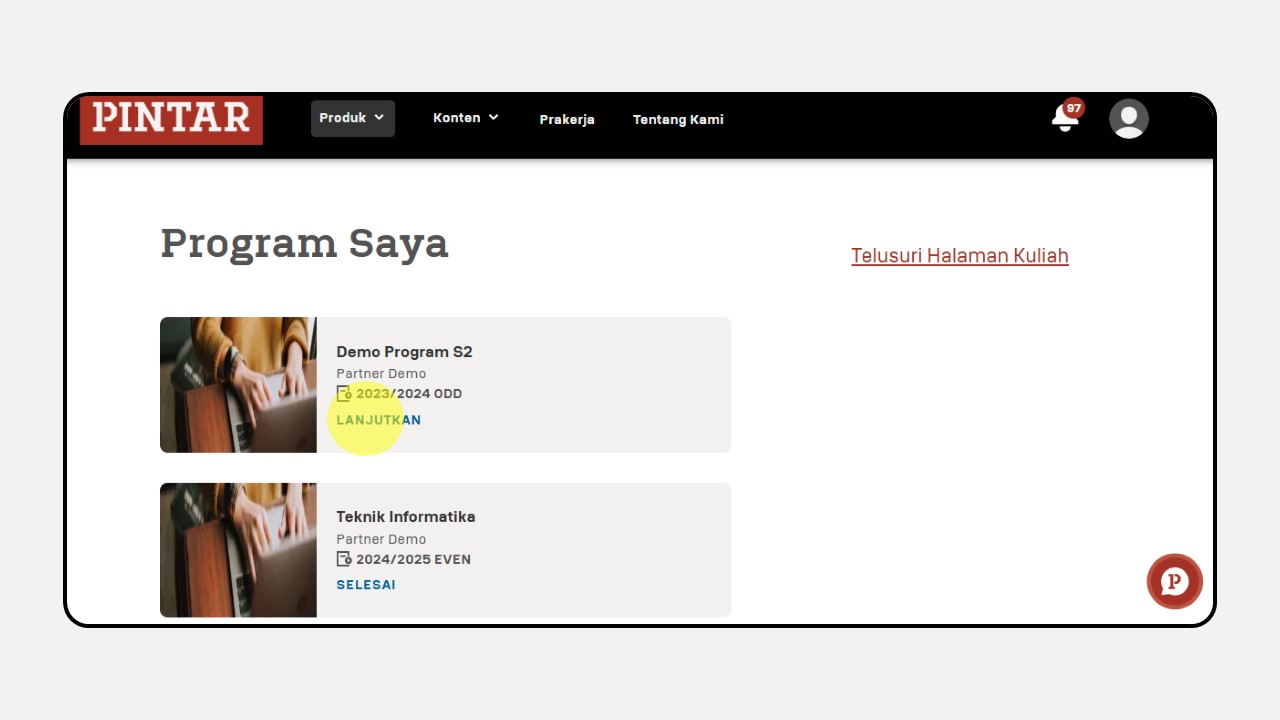 PINTAR
Produk
Konten
Prakerja
Tentang Kami
97
Program Saya
Telusuri Halaman Kuliah
Demo Program S2
Partner Demo
2023/2024 ODD
LANJUTKAN
Teknik Informatika
Partner Demo
2024/2025 EVEN
SELESAI
P